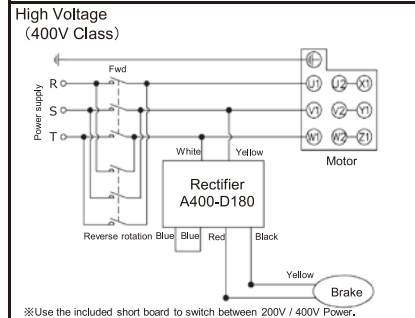 High Voltage
(400V Class)
Fwd
R
S
T
Power supply
U1 U2 X1
V1 V2 Y1
W1 W2 Z1
Motor
White Yellow
Rectifier
A400-D180
Reverse rotation Blue Blue Red Black
Yellow
Brake
※Use the included short board to switch between 200V / 400V Power.